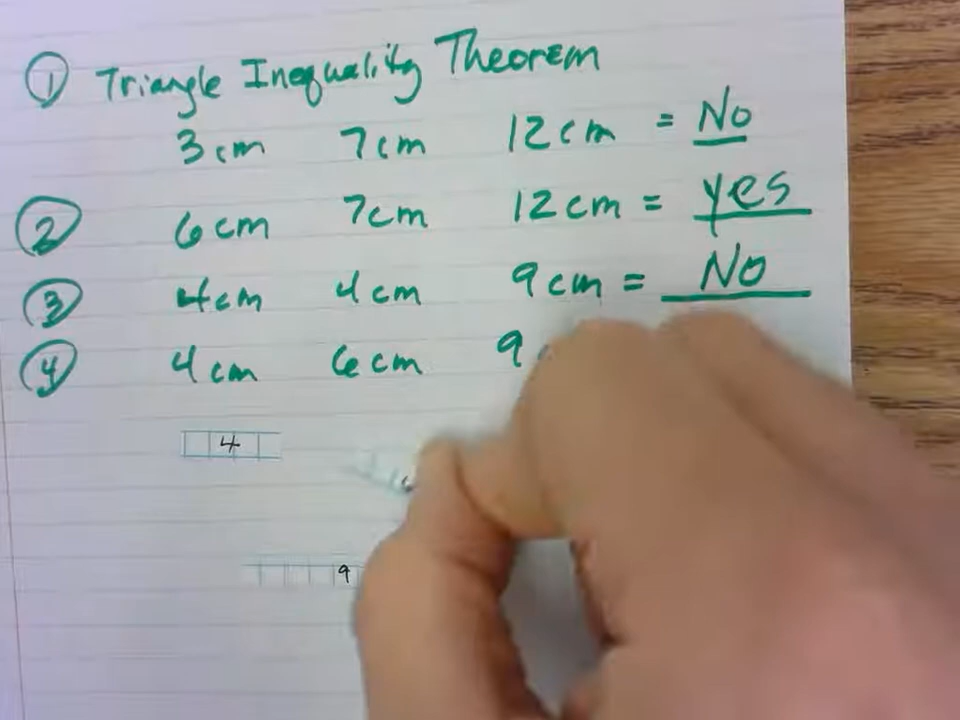 ① Triangle Inequality Theorem
3cm 7cm 12cm = No
② 6cm 7cm 12cm = yes
③ 4cm 4cm 9cm = No
④ 4cm 6cm 9
4
9